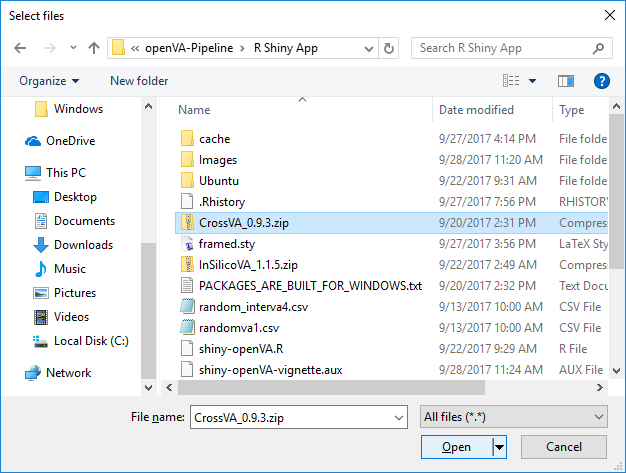 Select files
« openVA-Pipeline > R Shiny App
Search R Shiny App
Organize
New folder
Name Date modified Type
Windows
OneDrive
This PC
Desktop
Documents
Downloads
Music
Pictures
Videos
Local Disk (C:)
Network
cache 9/27/2017 4:14 PM File folde
Images 9/28/2017 11:20 AM File folde
Ubuntu 9/22/2017 9:31 AM File folde
.Rhistory 9/27/2017 7:56 PM RHISTORY
CrossVA_0.9.3.zip 9/20/2017 2:31 PM Compres
framed.sty 9/27/2017 3:56 PM LaTeX Sty
InSilicoVA_1.1.5.zip 9/22/2017 2:49 AM Compres
PACKAGES_ARE_BUILT_FOR_WINDOWS.txt 9/22/2017 2:32 PM Text Docu
random_interva4.csv 9/13/2017 10:00 AM CSV File
randomva1.csv 9/13/2017 10:00 AM CSV File
shiny-openVA.R 9/22/2017 9:29 AM R File
shiny-openVA-vignette.aux 9/28/2017 11:24 AM AUX File
File name: CrossVA_0.9.3.zip
All files (*.*)
Open
Cancel